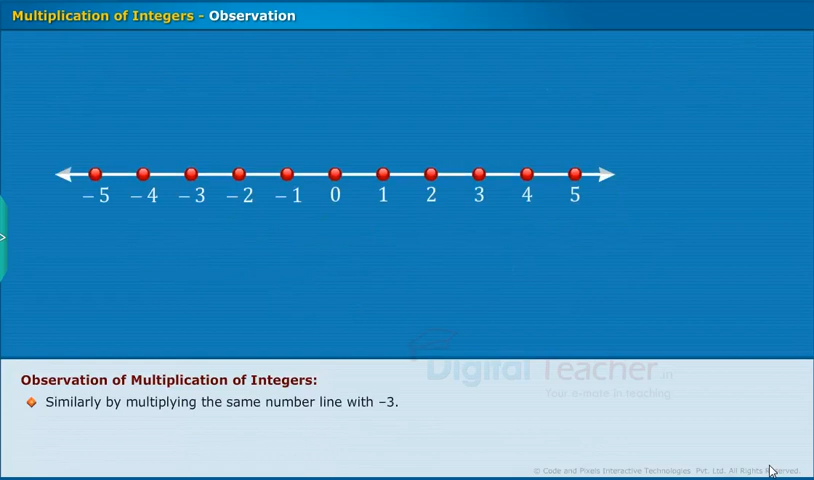 Multiplication of Integers - Observation
– 5 – 4 – 3 – 2 – 1 0 1 2 3 4 5
Digital Teacher.in
Your e-mate in teaching
Observation of Multiplication of Integers:
Similarly by multiplying the same number line with –3.
© Code and Pixels Interactive Technologies Pvt. Ltd. All Rights Reserved.